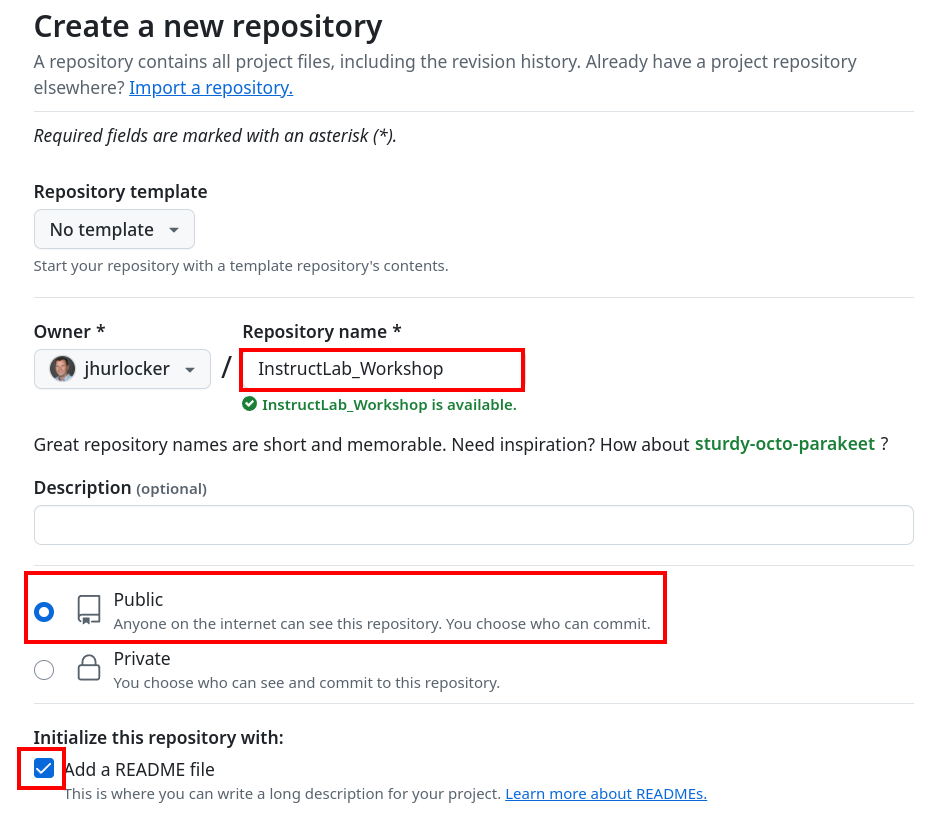 Create a new repository
A repository contains all project files, including the revision history. Already have a project repository
elsewhere? Import a repository.
Required fields are marked with an asterisk (*).
Repository template
No template
Start your repository with a template repository's contents.
Owner * Repository name *
jhurlocker / InstructLab_Workshop
InstructLab_Workshop is available.
Great repository names are short and memorable. Need inspiration? How about sturdy-octo-parakeet ?
Description (optional)
Public
Anyone on the internet can see this repository. You choose who can commit.
Private
You choose who can see and commit to this repository.
Initialize this repository with:
Add a README file
This is where you can write a long description for your project. Learn more about READMEs.